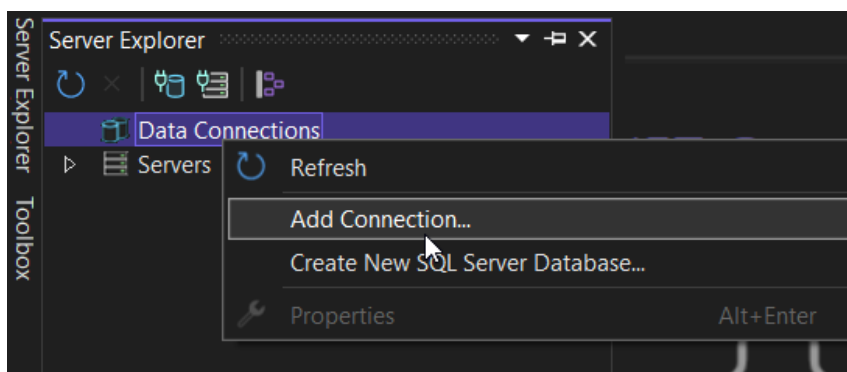 Server Explorer
Toolbox
Server Explorer
Data Connections
Servers
Refresh
Add Connection...
Create New SQL Server Database...
Properties Alt+Enter